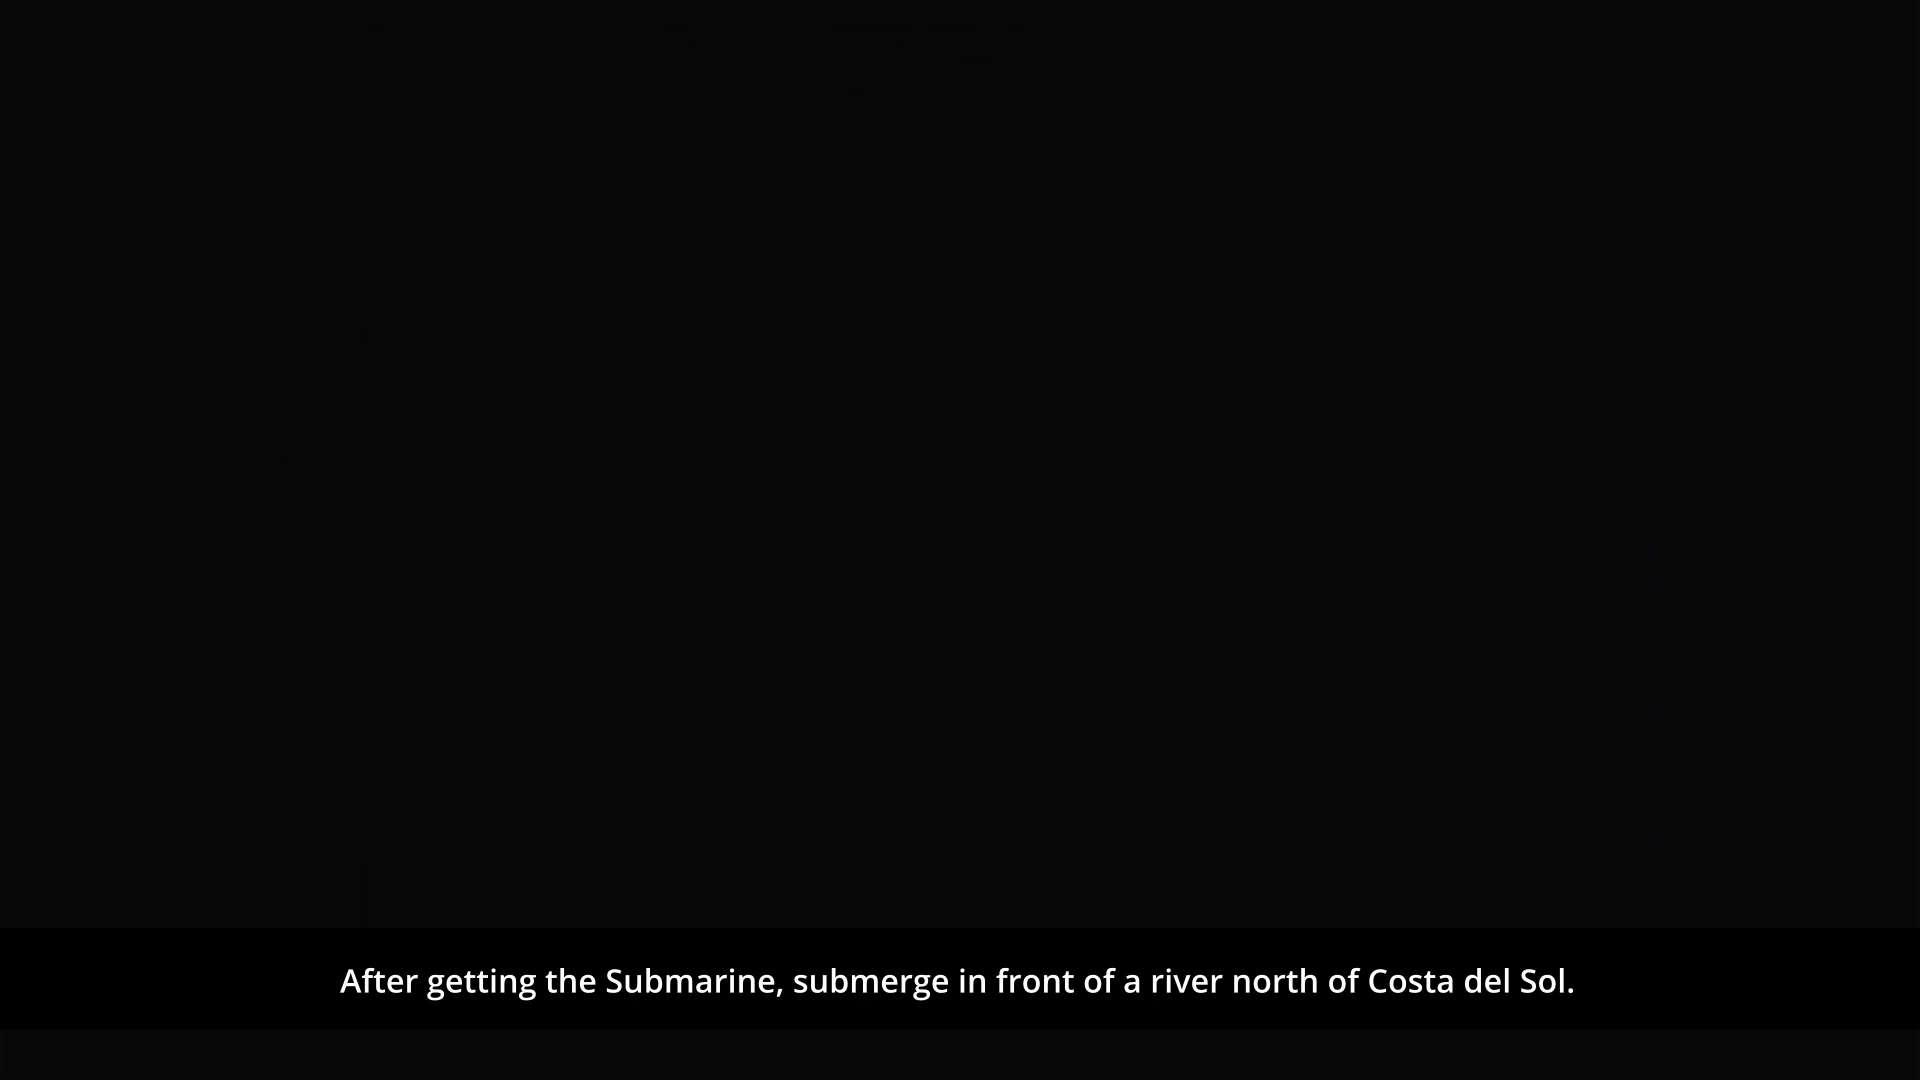 After getting the Submarine, submerge in front of a river north of Costa del Sol.